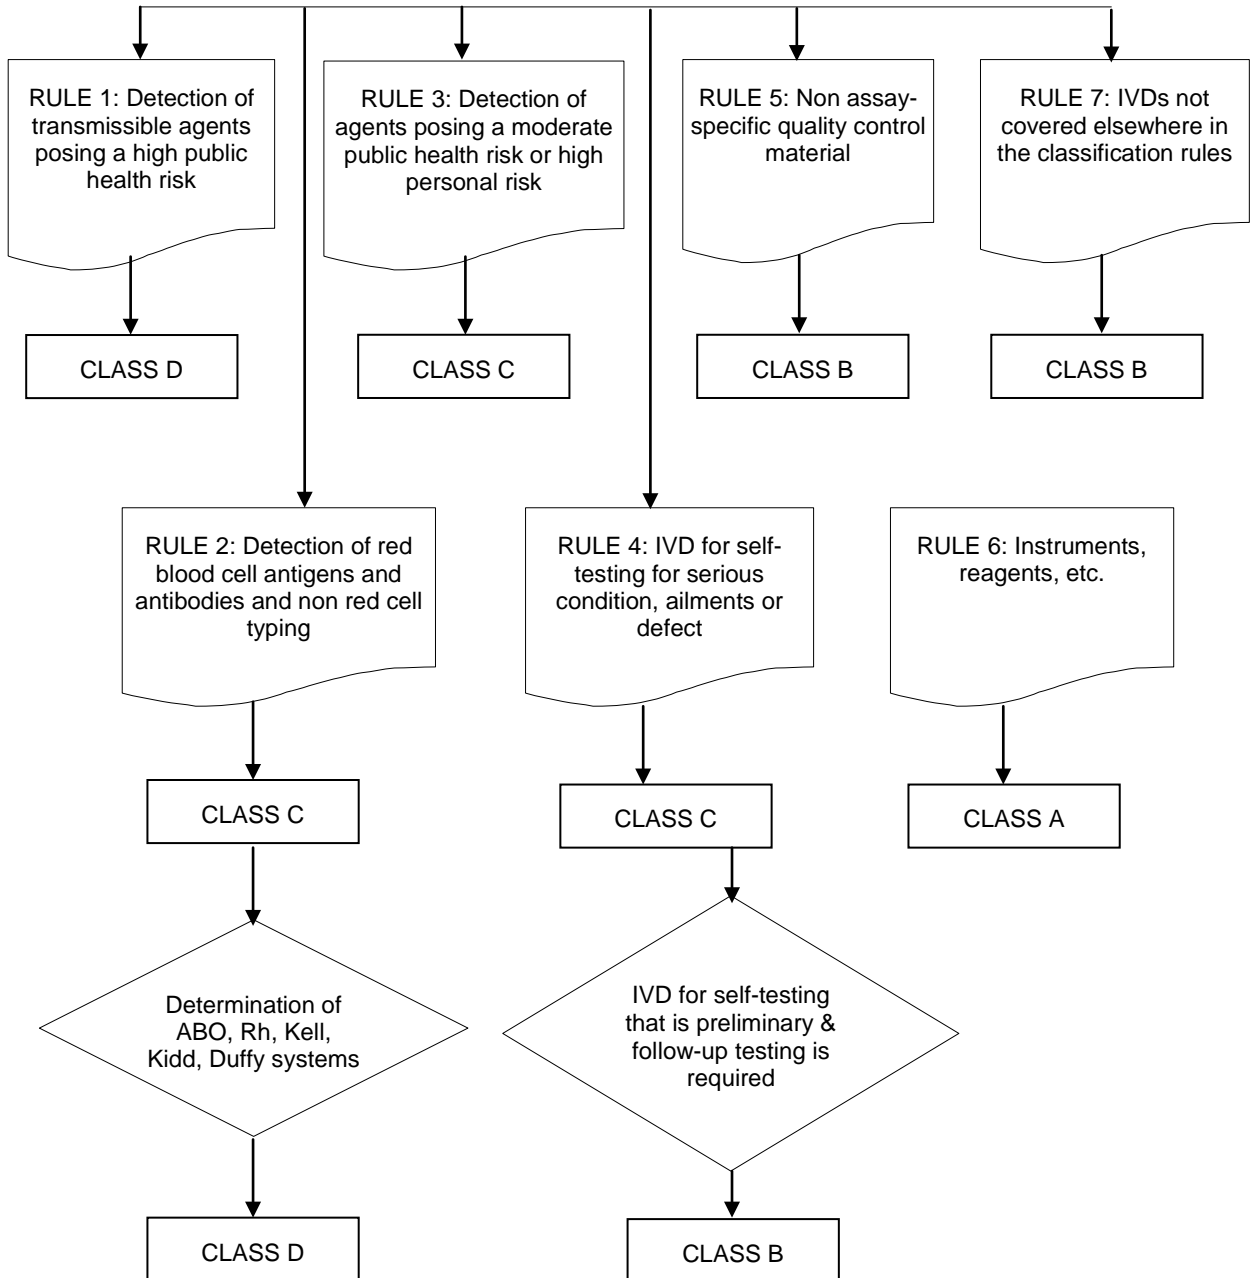 RULE 1: Detection of
transmissible agents
posing a high public
health risk
RULE 3: Detection of
agents posing a moderate
public health risk or high
personal risk
RULE 5: Non assay-
specific quality control
material
RULE 7: IVDs not
covered elsewhere in
the classification rules
CLASS D
CLASS C
CLASS B
CLASS B
RULE 2: Detection of red
blood cell antigens and
antibodies and non red cell
typing
RULE 4: IVD for self-
testing for serious
condition, ailments or
defect
RULE 6: Instruments,
reagents, etc.
CLASS C
CLASS C
CLASS A
Determination of
ABO, Rh, Kell,
Kidd, Duffy systems
IVD for self-testing
that is preliminary &
follow-up testing is
required
CLASS D
CLASS B